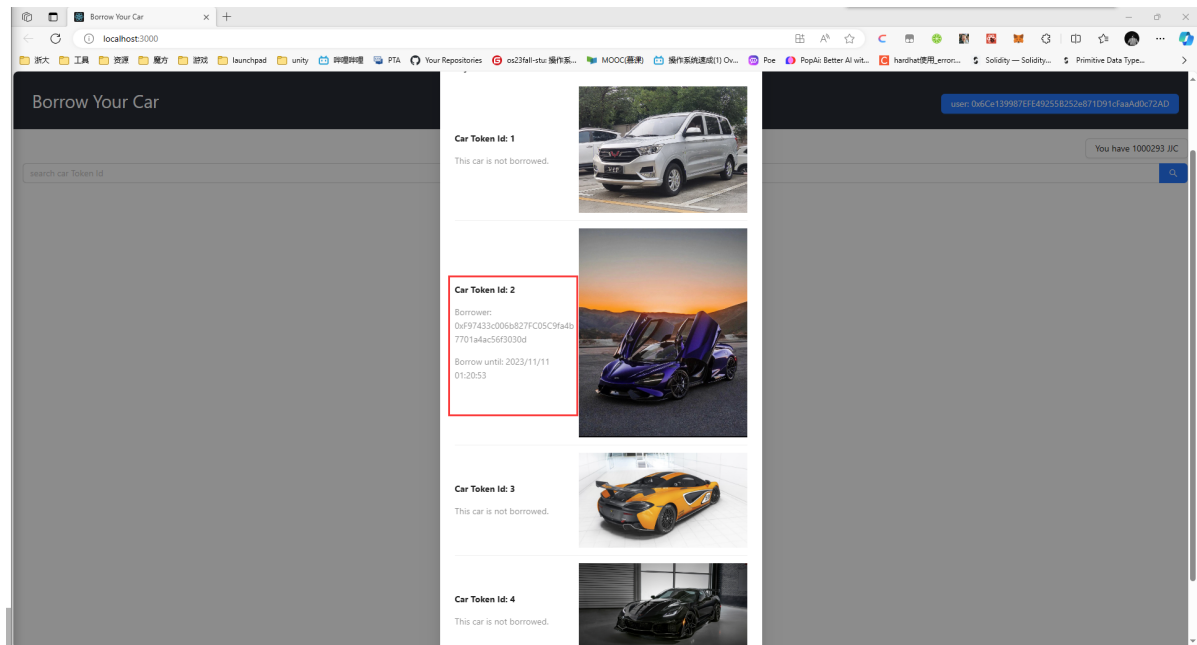 Borrow Your Car
localhost:3000
浙大 工具 资源 魔方 游戏 launchpad unity 哔哩哔哩 PTA Your Repositories os23fall-stu: 操作系... MOOC(慕课) 操作系统速成(1) Ov... Poe PopAi: Better AI wit... hardhat使用_error:... Solidity — Solidity... Primitive Data Type...
Borrow Your Car
user: 0x6Ce139987EFE49255B252e871D91cFaaAd0c72AD
You have 1000293 JJC
search car Token Id
Car Token Id: 1
This car is not borrowed.
Car Token Id: 2
Borrower:
0xF97433c006b827FC05C9fa4b
7701a4ac56f3030d
Borrow until: 2023/11/11
01:20:53
Car Token Id: 3
This car is not borrowed.
Car Token Id: 4
This car is not borrowed.